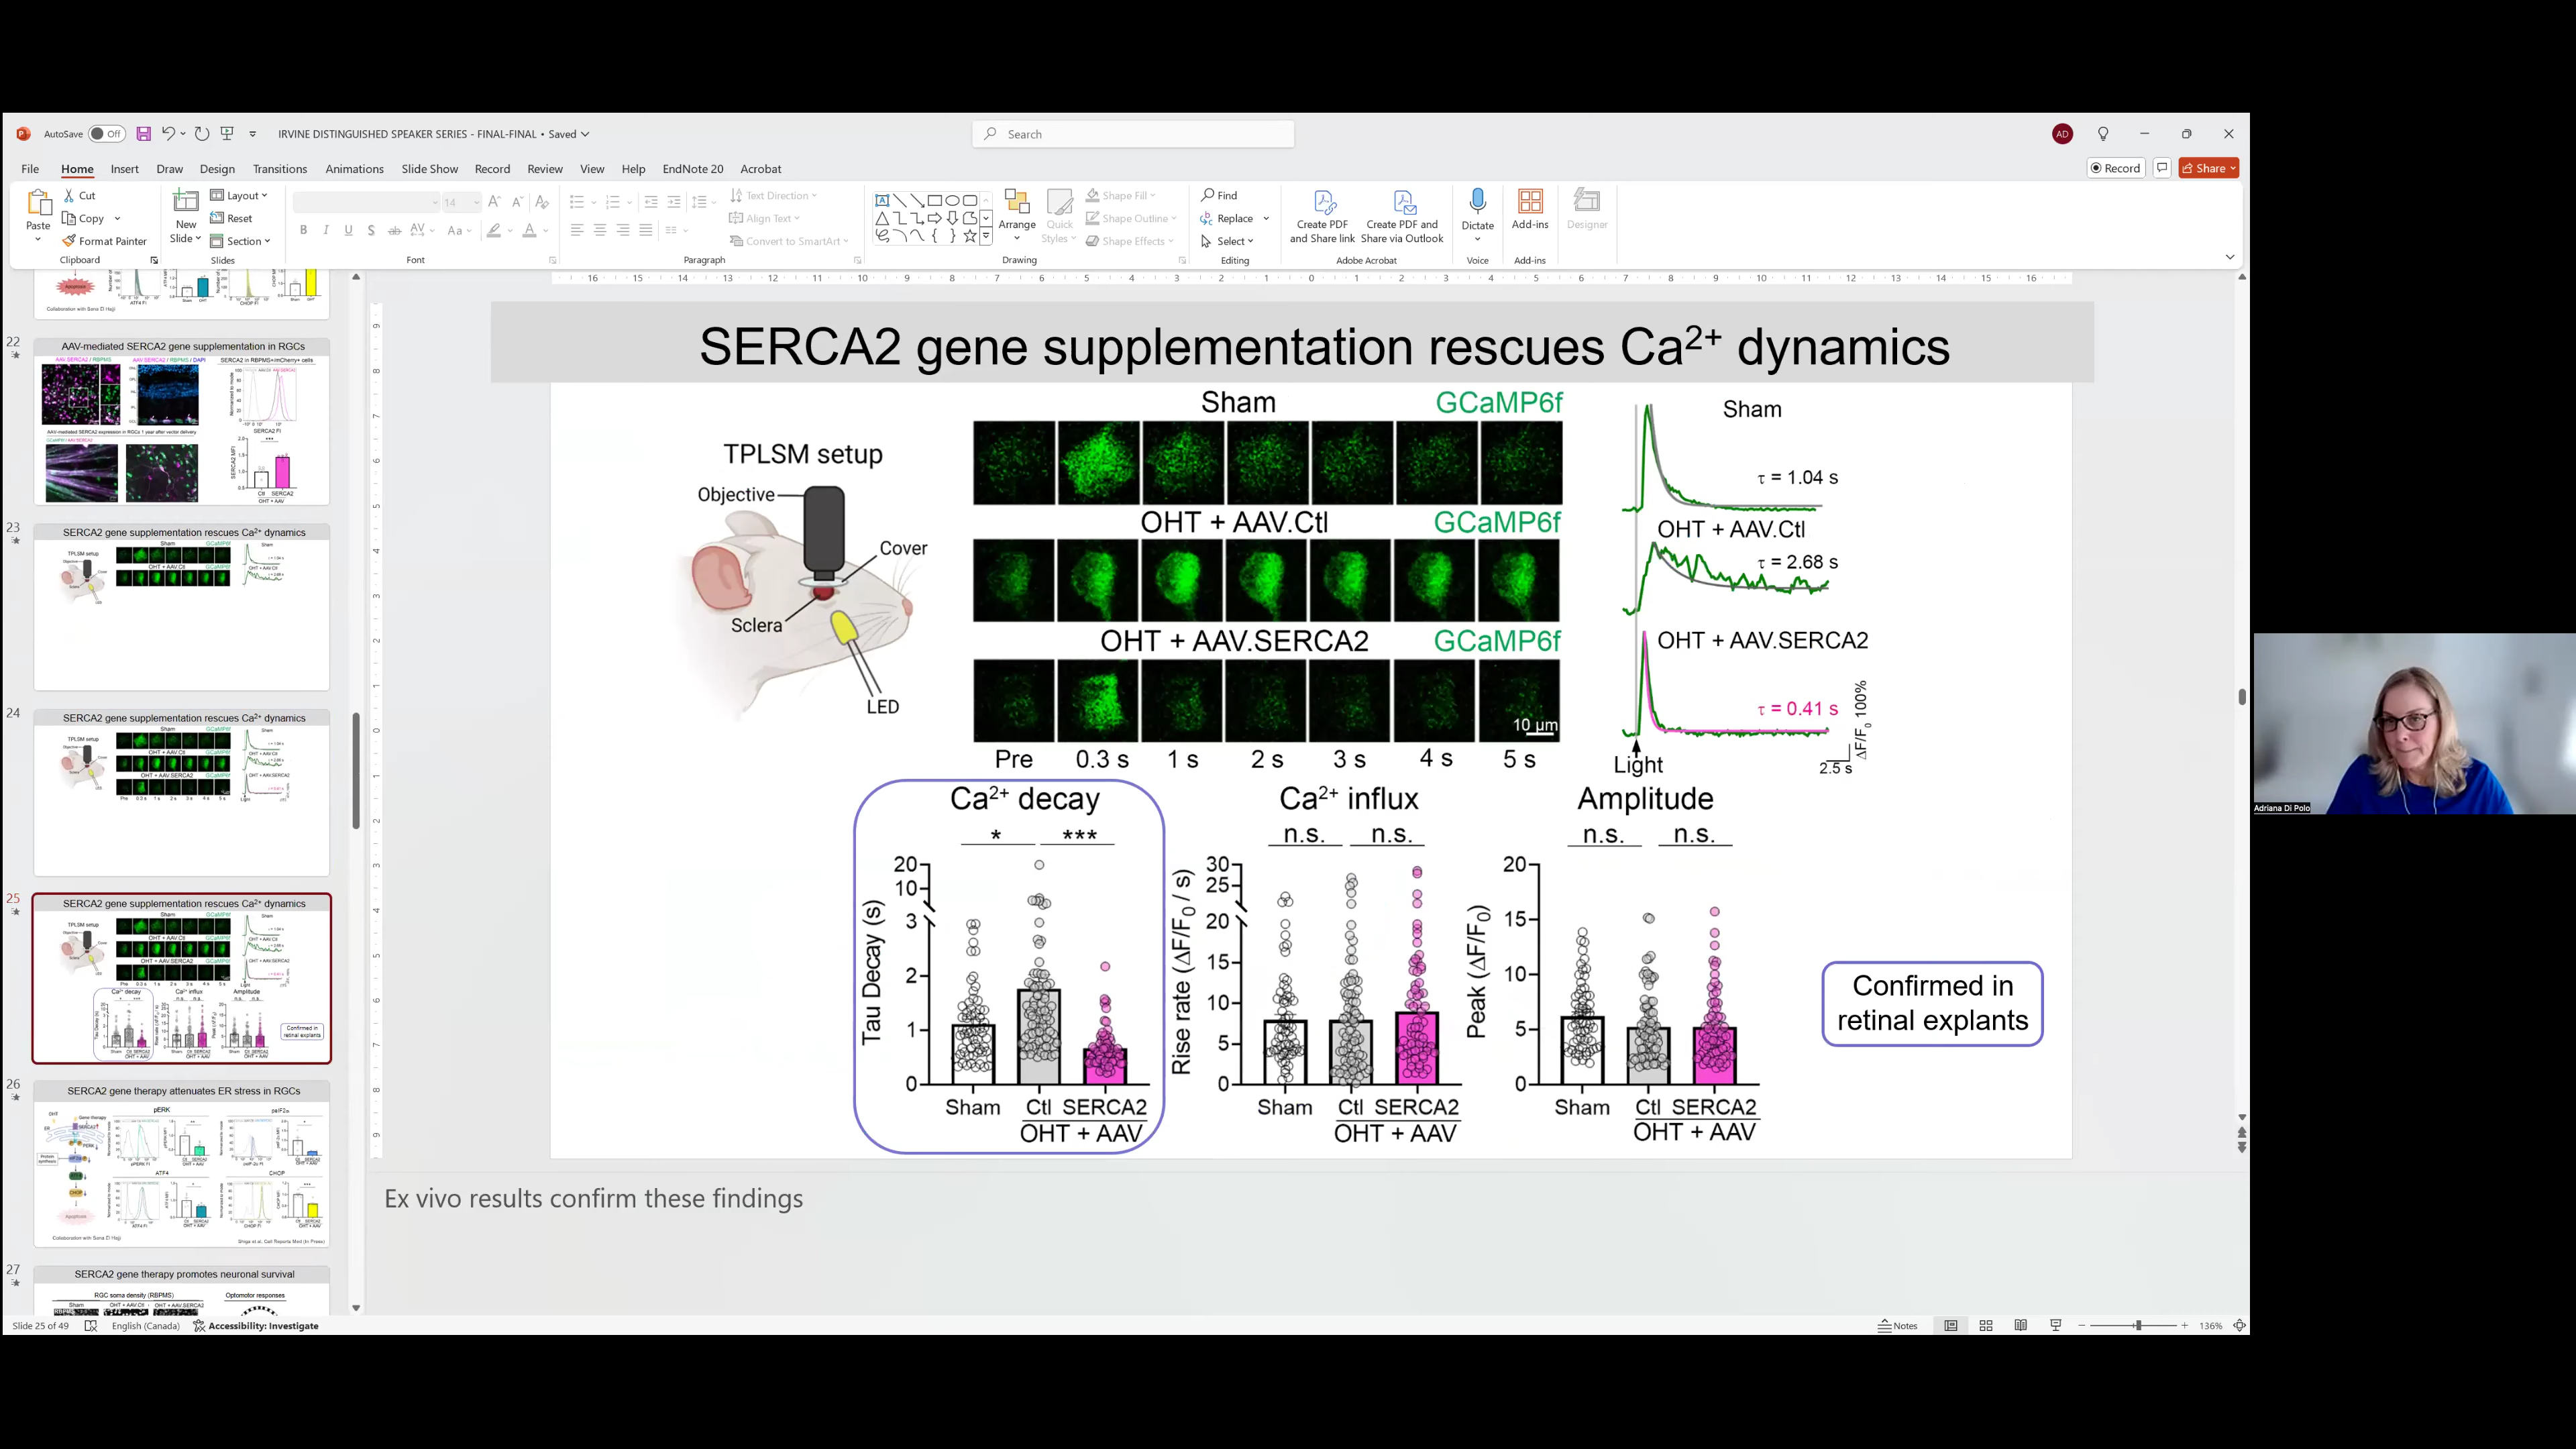 AutoSave Off
IRVINE DISTINGUISHED SPEAKER SERIES - FINAL-FINAL • Saved
Search
AD
File Home Insert Draw Design Transitions Animations Slide Show Record Review View Help EndNote 20 Acrobat
Record
Share
Paste
Cut
Copy
Format Painter
Clipboard
New Slide
Layout
Reset
Section
Slides
14
Font
Text Direction
Align Text
Convert to SmartArt
Paragraph
Arrange
Quick Styles
Shape Fill
Shape Outline
Shape Effects
Drawing
Find
Replace
Select
Editing
Create PDF and Share link
Create PDF and Share via Outlook
Adobe Acrobat
Dictate
Voice
Add-ins
Add-ins
Designer
Collaboration with Sana El Hajji
22
AAV-mediated SERCA2 gene supplementation in RGCs
23
SERCA2 gene supplementation rescues Ca2+ dynamics
24
SERCA2 gene supplementation rescues Ca2+ dynamics
25
SERCA2 gene supplementation rescues Ca2+ dynamics
26
SERCA2 gene therapy attenuates ER stress in RGCs
27
SERCA2 gene therapy promotes neuronal survival
RGC soma density (RBPMS)
Optomotor responses
SERCA2 gene supplementation rescues Ca²⁺ dynamics
TPLSM setup
Objective
Cover
Sclera
LED
Sham GCaMP6f
OHT + AAV.Ctl GCaMP6f
OHT + AAV.SERCA2 GCaMP6f
10 µm
Pre 0.3 s 1 s 2 s 3 s 4 s 5 s
Sham
τ = 1.04 s
OHT + AAV.Ctl
τ = 2.68 s
OHT + AAV.SERCA2
τ = 0.41 s
Light
2.5 s
ΔF/F₀ 100%
Ca²⁺ decay
* ***
Tau Decay (s)
20
10
3
2
1
0
Sham Ctl SERCA2
OHT + AAV
Ca²⁺ influx
n.s. n.s.
Rise rate (ΔF/F₀ / s)
30
25
20
15
10
5
0
Sham Ctl SERCA2
OHT + AAV
Amplitude
n.s. n.s.
Peak (ΔF/F₀)
20
15
10
5
0
Sham Ctl SERCA2
OHT + AAV
Confirmed in
retinal explants
Ex vivo results confirm these findings
Adriana Di Polo
Slide 25 of 49 English (Canada) Accessibility: Investigate
Notes 136%